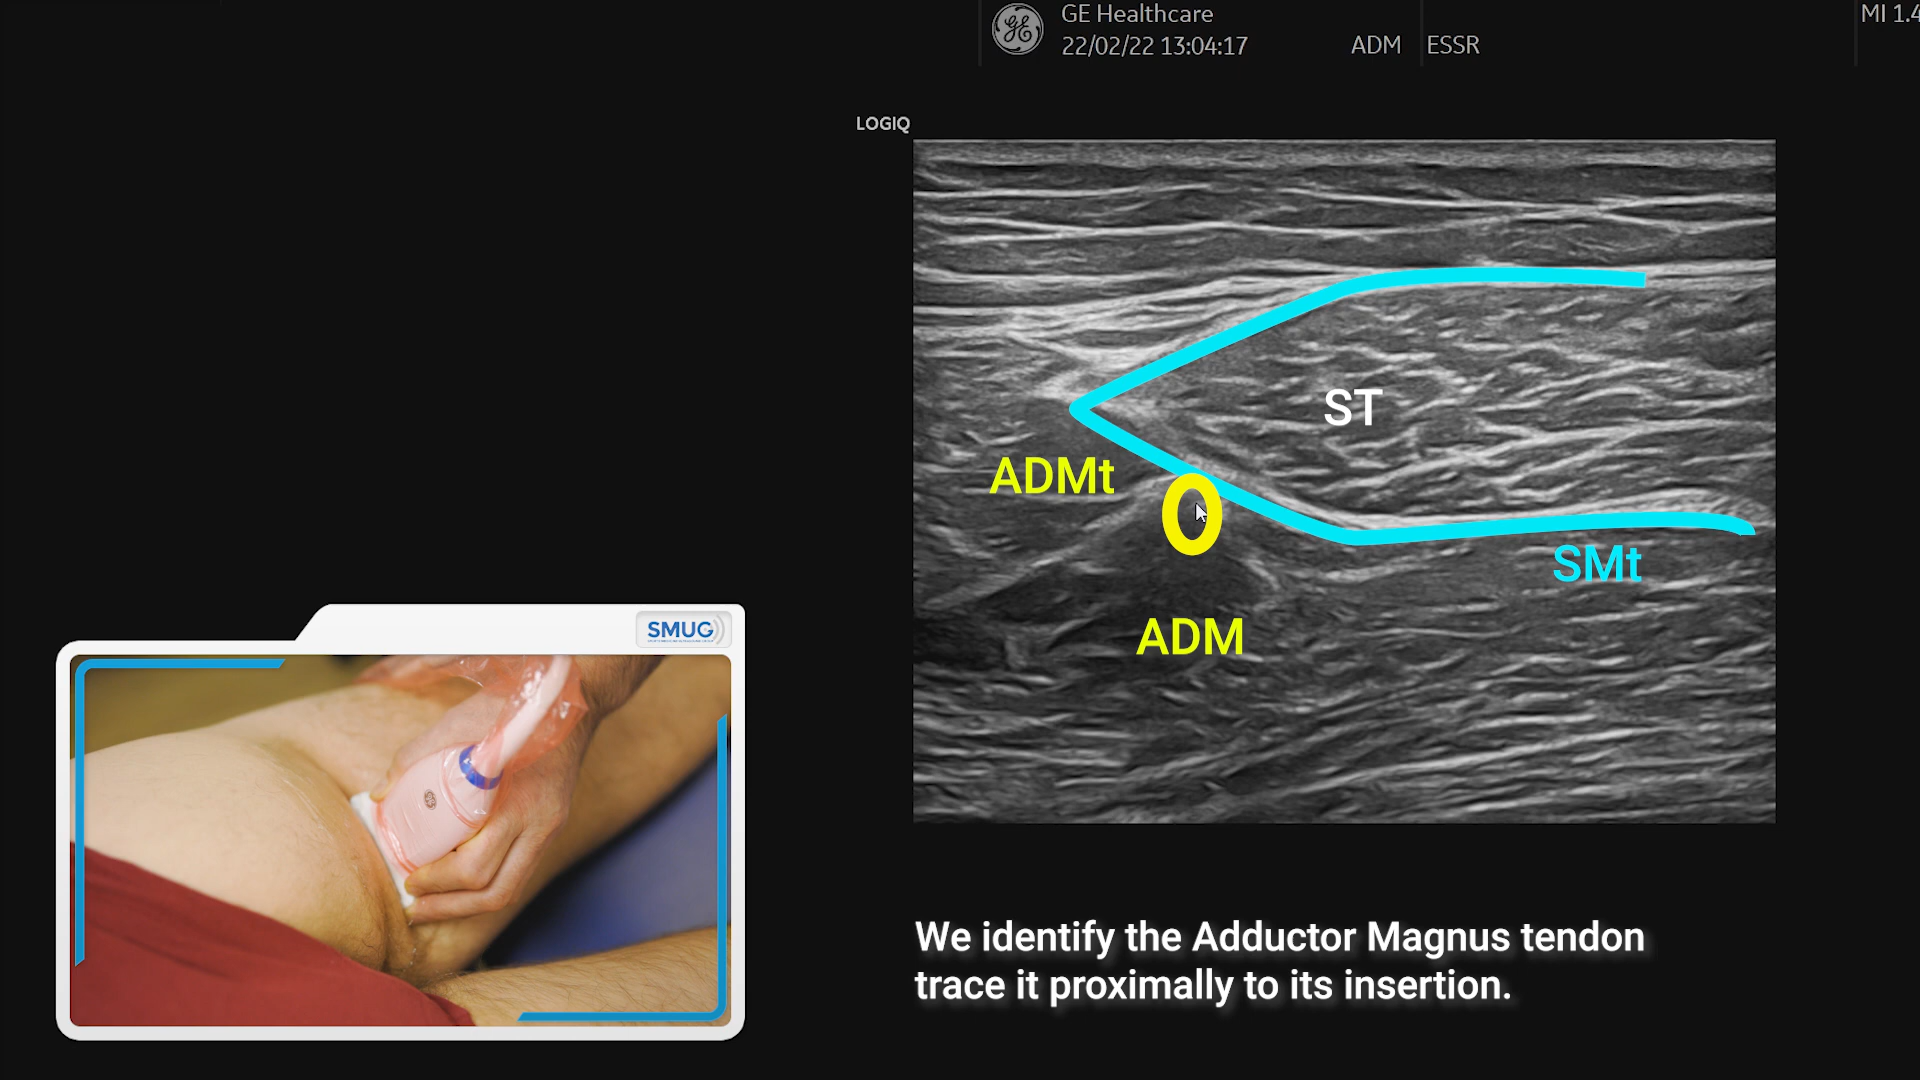 GE Healthcare
22/02/22 13:04:17
ADM
ESSR
MI 1.4
LOGIQ
ST
ADMt
SMt
ADM
SMUG
We identify the Adductor Magnus tendon
trace it proximally to its insertion.